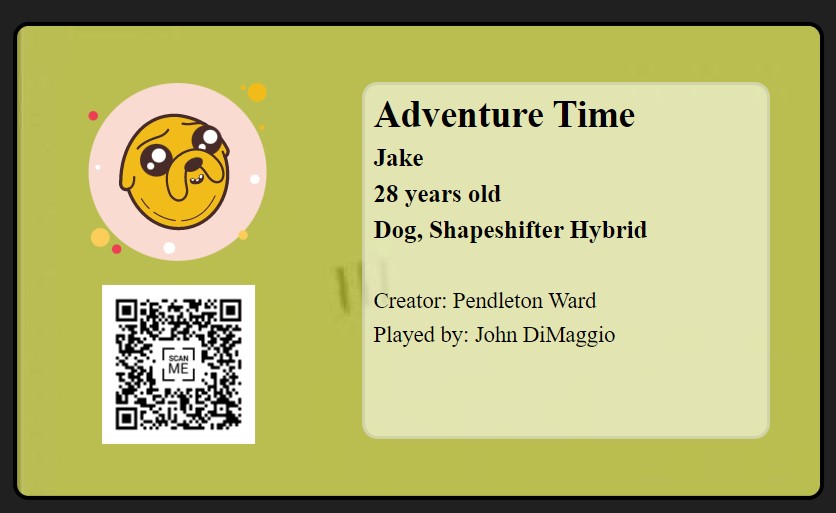 Adventure Time
Jake
28 years old
Dog, Shapeshifter Hybrid
Creator: Pendleton Ward
Played by: John DiMaggio
SCAN
ME